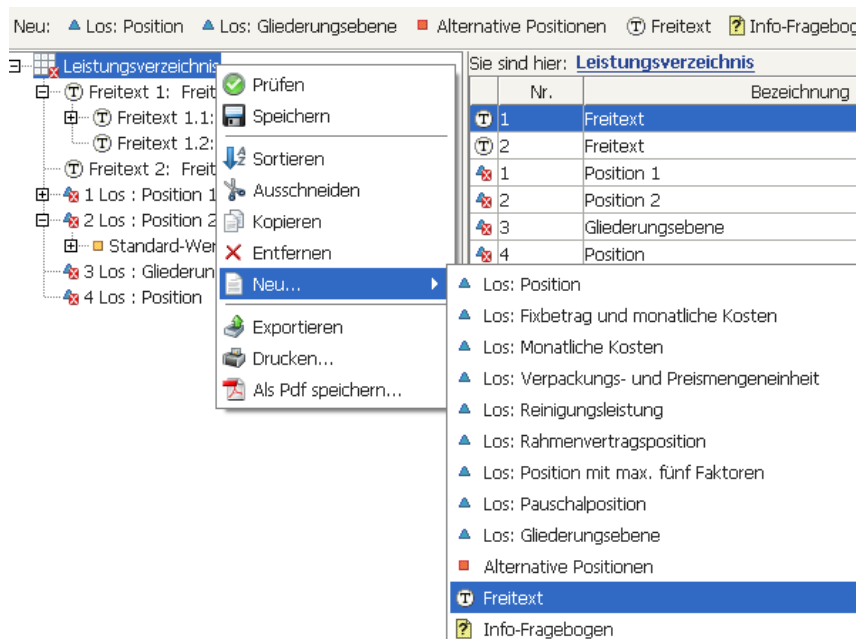 Neu: Los: Position Los: Gliederungsebene Alternative Positionen Freitext Info-Fragebog
Leistungsverzeichnis
Freitext 1: Freit
Freitext 1.1:
Freitext 1.2:
Freitext 2: Freit
1 Los : Position 1
2 Los : Position 2
Standard-Wer
3 Los : Gliederun
4 Los : Position
Prüfen
Speichern
Sortieren
Ausschneiden
Kopieren
Entfernen
Neu...
Exportieren
Drucken...
Als Pdf speichern...
Sie sind hier: Leistungsverzeichnis
Nr. Bezeichnung
T 1 Freitext
T 2 Freitext
1 Position 1
2 Position 2
3 Gliederungsebene
4 Position
Los: Position
Los: Fixbetrag und monatliche Kosten
Los: Monatliche Kosten
Los: Verpackungs- und Preismengeneinheit
Los: Reinigungsleistung
Los: Rahmenvertragsposition
Los: Position mit max. fünf Faktoren
Los: Pauschalposition
Los: Gliederungsebene
Alternative Positionen
Freitext
Info-Fragebogen